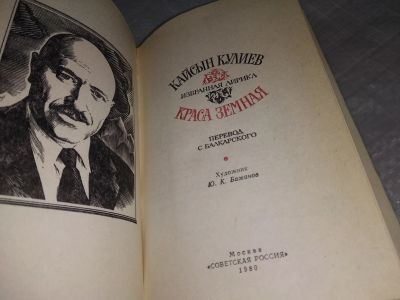 КАЙСЫН КУЛИЕВ
ИЗБРАННАЯ ЛИРИКА
КРАСА ЗЕМНАЯ
ПЕРЕВОД
С БАЛКАРСКОГО
Художник
Ю. К. Бажанов
Москва
«СОВЕТСКАЯ РОССИЯ»
1980